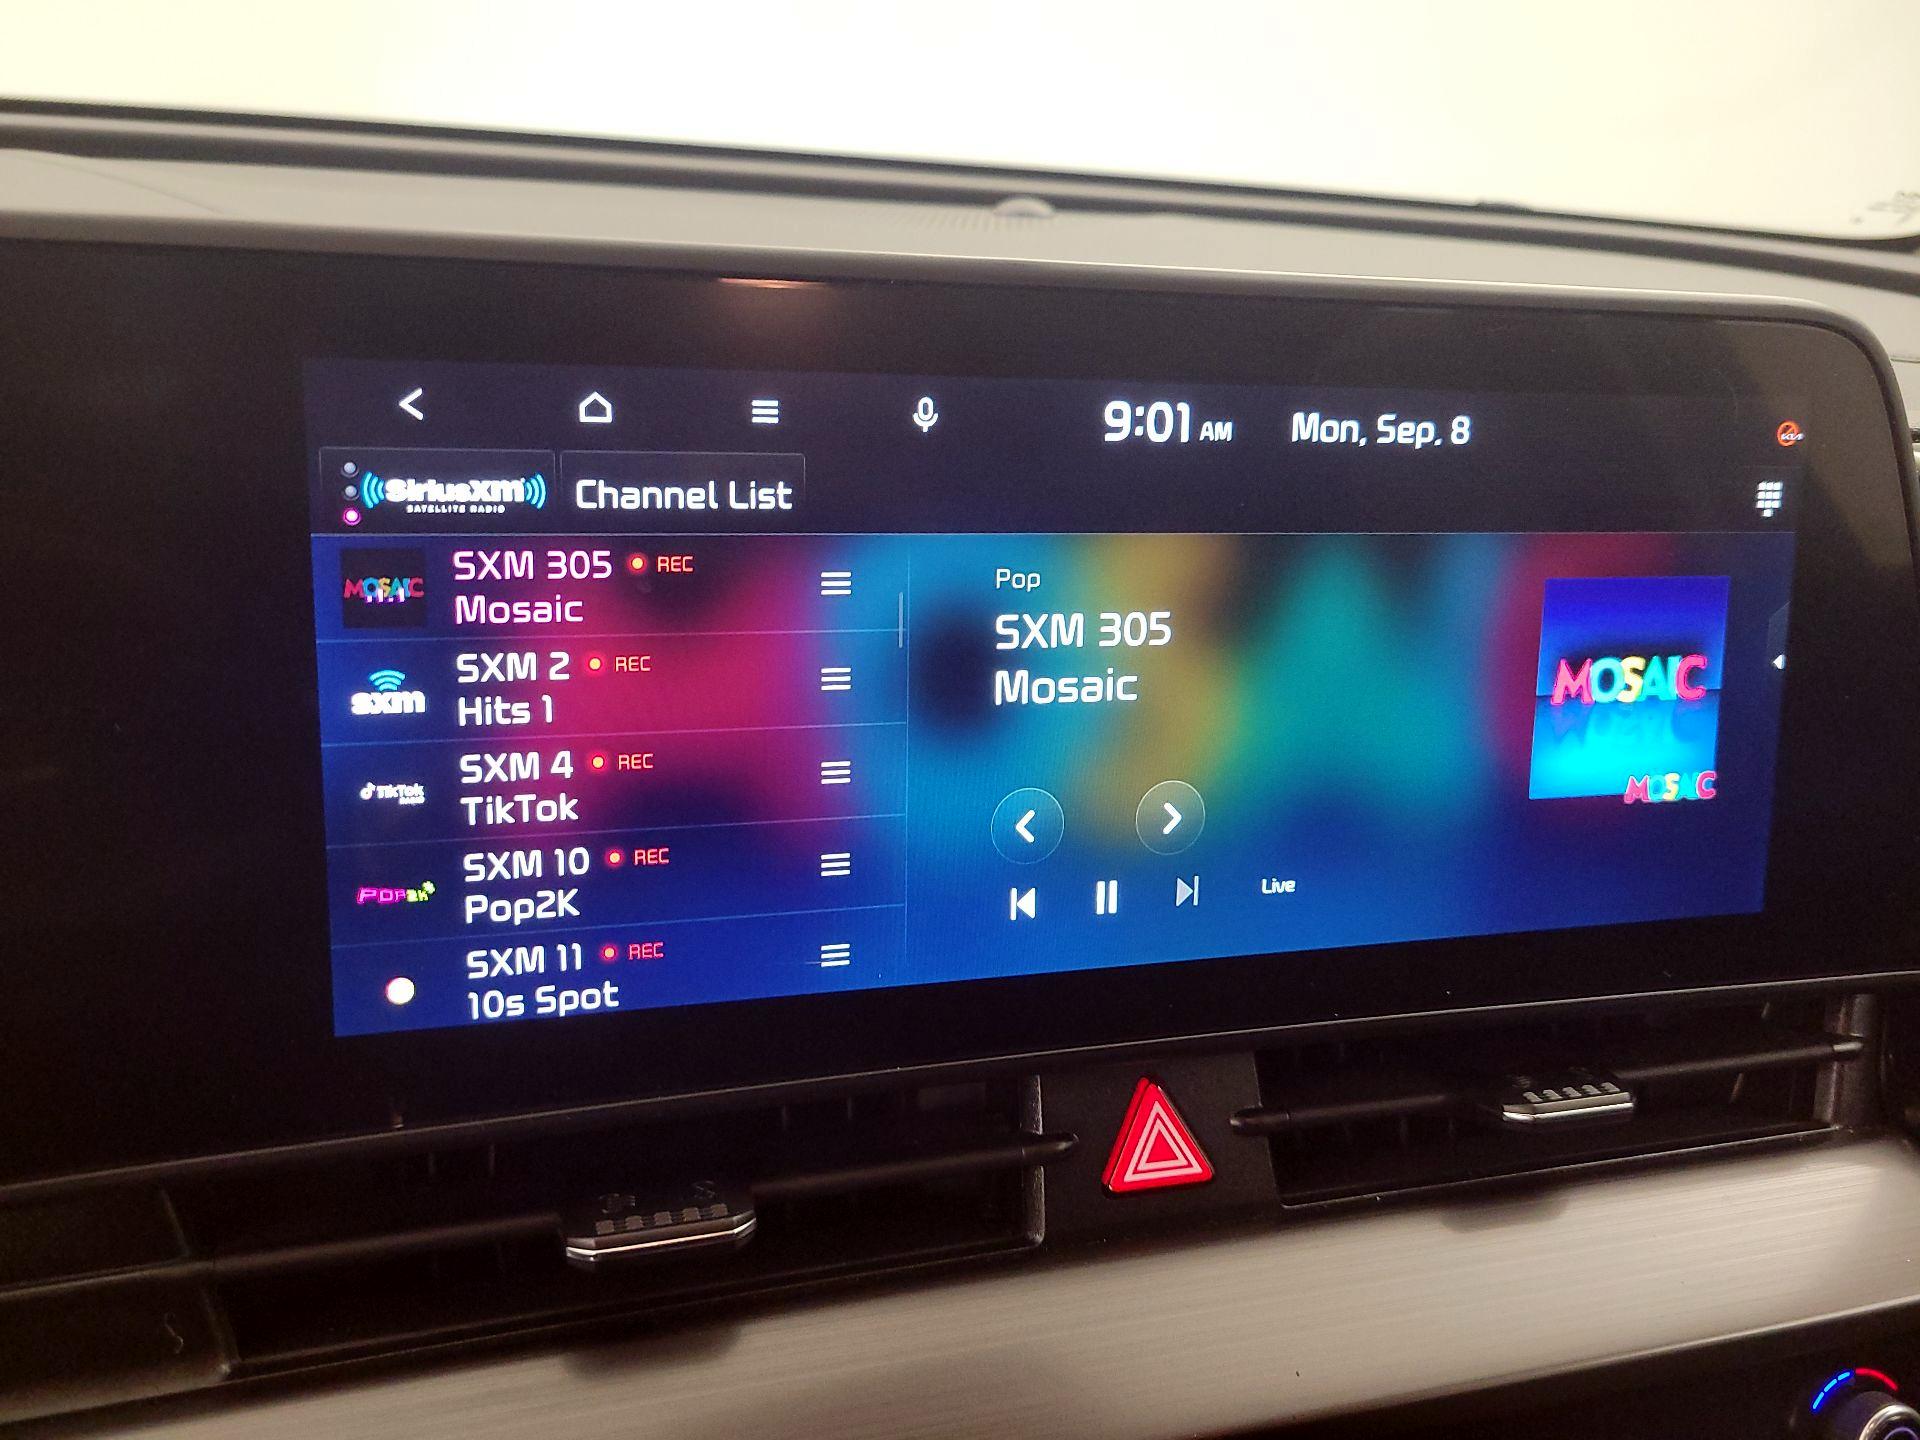 9:01 AM Mon, Sep. 8
SiriusXM Channel List
SATELLITE RADIO
MOSAIC SXM 305 REC
Mosaic
sxm SXM 2 REC
Hits 1
TikTok SXM 4 REC
TikTok
POP2K SXM 10 REC
Pop2K
SXM 11 REC
10s Spot
Pop
SXM 305
Mosaic
Live
MOSAIC
MOSAIC